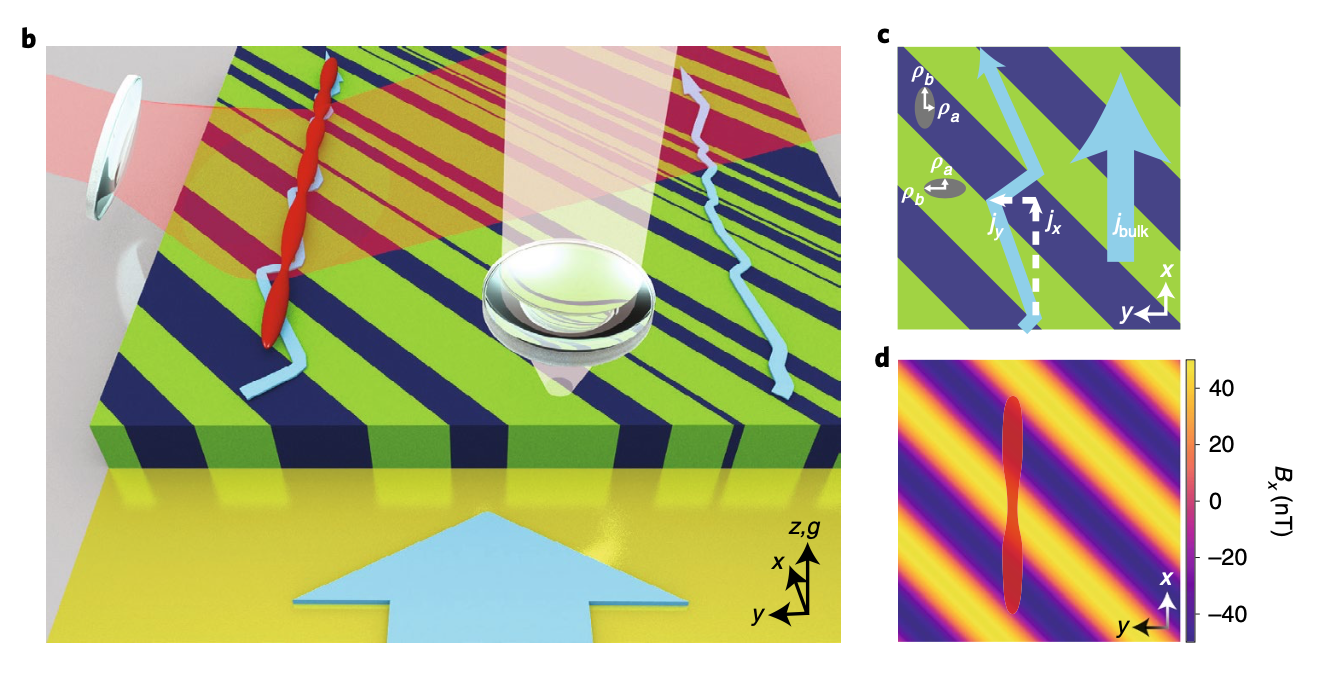 b
z,g
x
y
c
ρb
ρa
ρa
ρb
jy
jx
jbulk
x
y
d
40
20
0
−20
−40
Bx (nT)
x
y